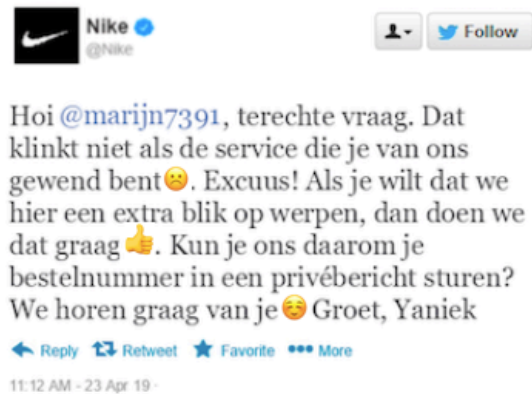 Nike
@Nike
Follow
Hoi @marijn7391, terechte vraag. Dat
klinkt niet als de service die je van ons
gewend bent☹️. Excuus! Als je wilt dat we
hier een extra blik op werpen, dan doen we
dat graag👍. Kun je ons daarom je
bestelnummer in een privébericht sturen?
We horen graag van je☺️ Groet, Yaniek
Reply Retweet Favorite More
11:12 AM - 23 Apr 19 ·